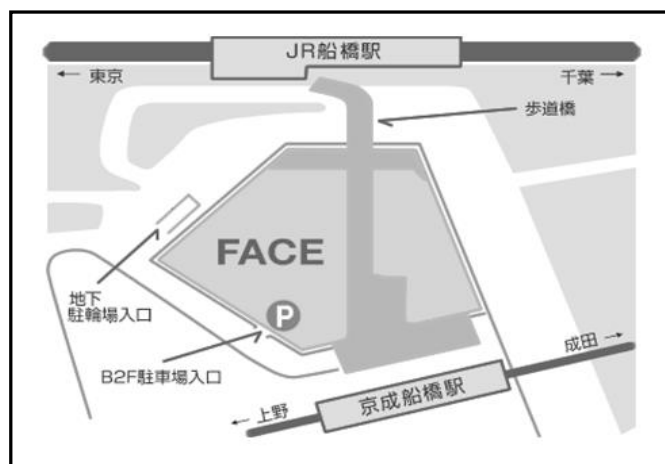 JR船橋駅
← 東京
千葉 →
歩道橋
FACE
地下
駐輪場入口
P
B2F駐車場入口
成田 →
京成船橋駅
← 上野